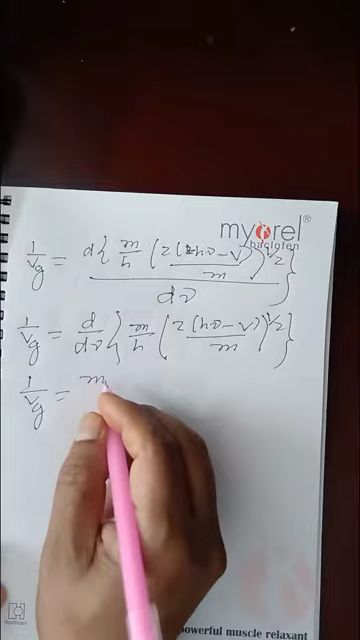 myorel®
baclofen
1/vg = d{ m/h (2(hν-V)/m)^1/2 } / dν
1/vg = d/dν { m/h (2(hν-V)/m)^1/2 }
1/vg = m
Healthcare
powerful muscle relaxant